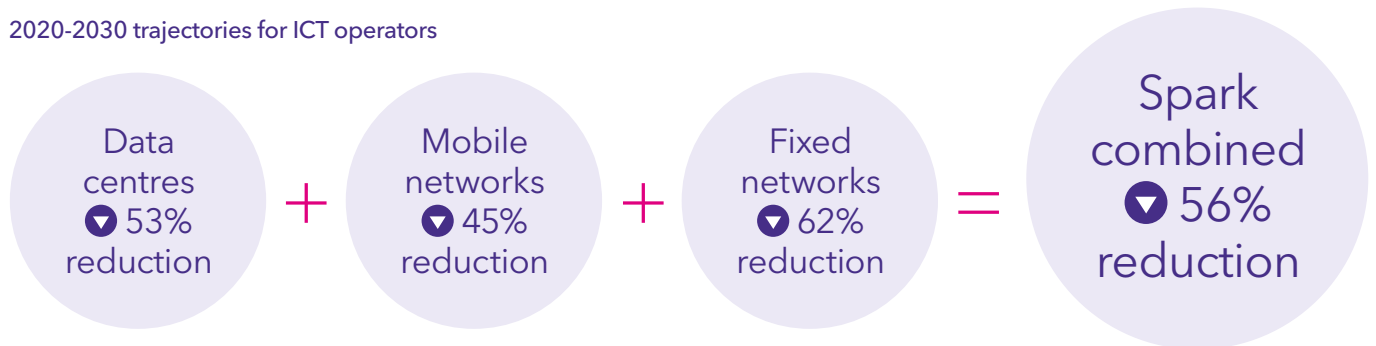 2020-2030 trajectories for ICT operators
Data
centres
53%
reduction
+
Mobile
networks
45%
reduction
+
Fixed
networks
62%
reduction
=
Spark
combined
56%
reduction